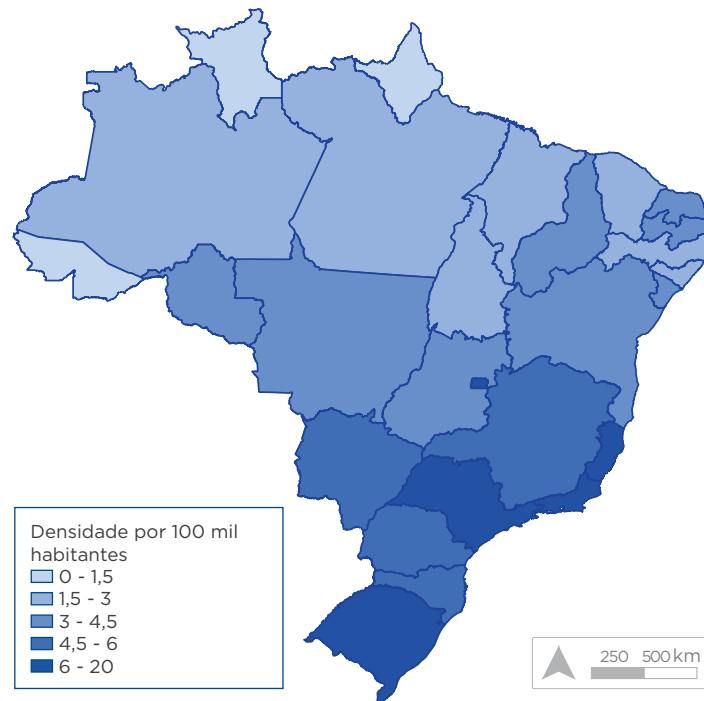 Densidade por 100 mil
habitantes
0 - 1,5
1,5 - 3
3 - 4,5
4,5 - 6
6 - 20
250 500 km